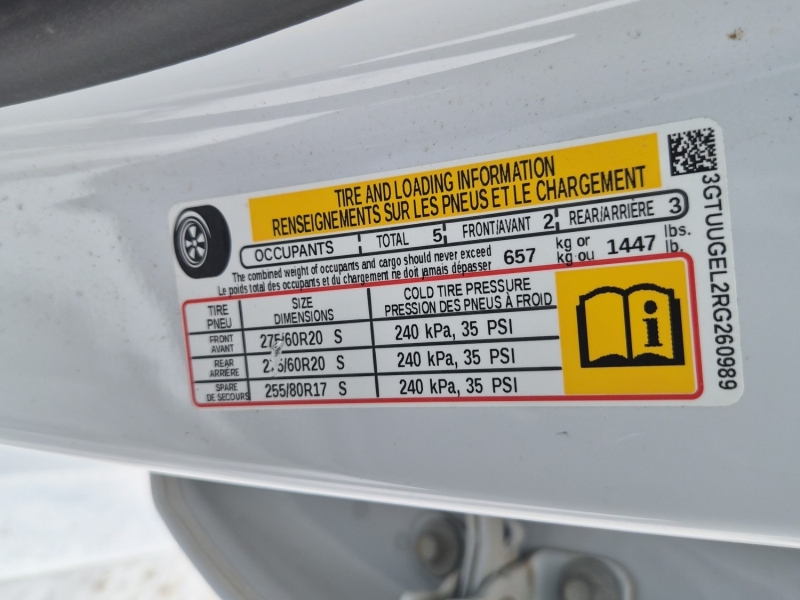 TIRE AND LOADING INFORMATION
RENSEIGNEMENTS SUR LES PNEUS ET LE CHARGEMENT
OCCUPANTS TOTAL 5 FRONT/AVANT 2 REAR/ARRIÈRE 3
The combined weight of occupants and cargo should never exceed 657 kg or 1447 lbs.
Le poids total des occupants et du chargement ne doit jamais dépasser kg ou lb.
TIRE SIZE COLD TIRE PRESSURE
PNEU DIMENSIONS PRESSION DES PNEUS À FROID
FRONT
AVANT 275/60R20 S 240 kPa, 35 PSI
REAR
ARRIÈRE 275/60R20 S 240 kPa, 35 PSI
SPARE
DE SECOURS 255/80R17 S 240 kPa, 35 PSI
3GTUUGEL2RG260989